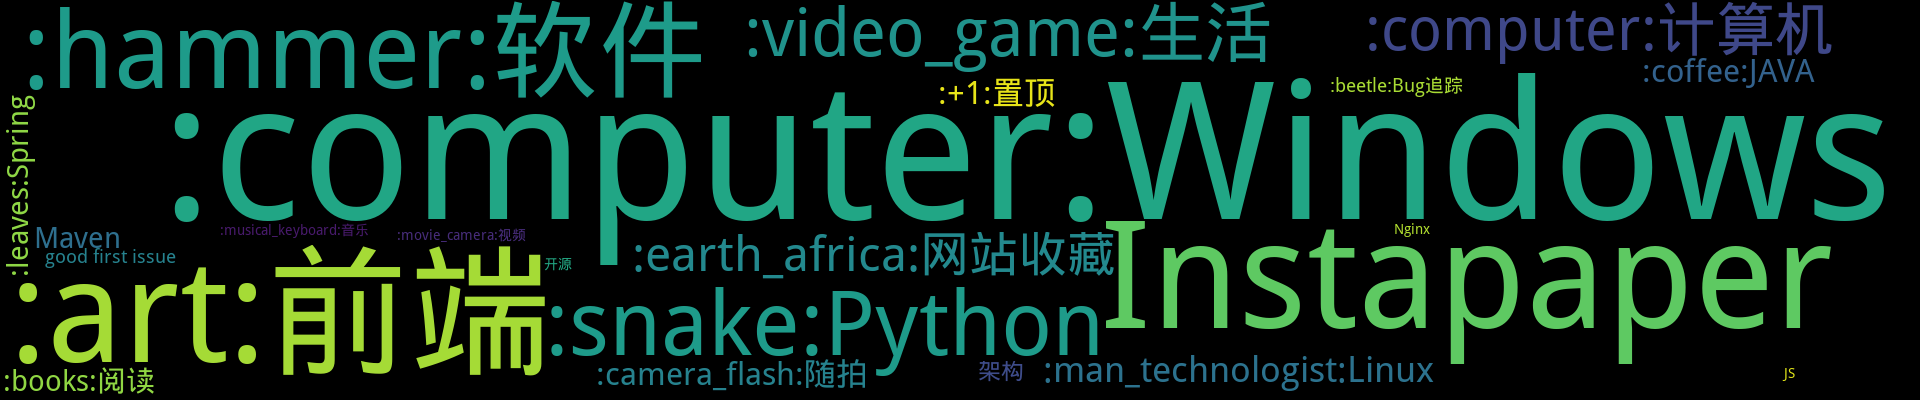 :hammer:软件
:video_game:生活
:computer:计算机
:coffee:JAVA
:+1:置顶
:beetle:Bug追踪
:computer:Windows
:leaves:Spring
Maven
good first issue
:musical_keyboard:音乐
:movie_camera:视频
:earth_africa:网站收藏
Nginx
Instapaper
:art:前端
开源
:snake:Python
:books:阅读
:camera_flash:随拍
架构
:man_technologist:Linux
JS